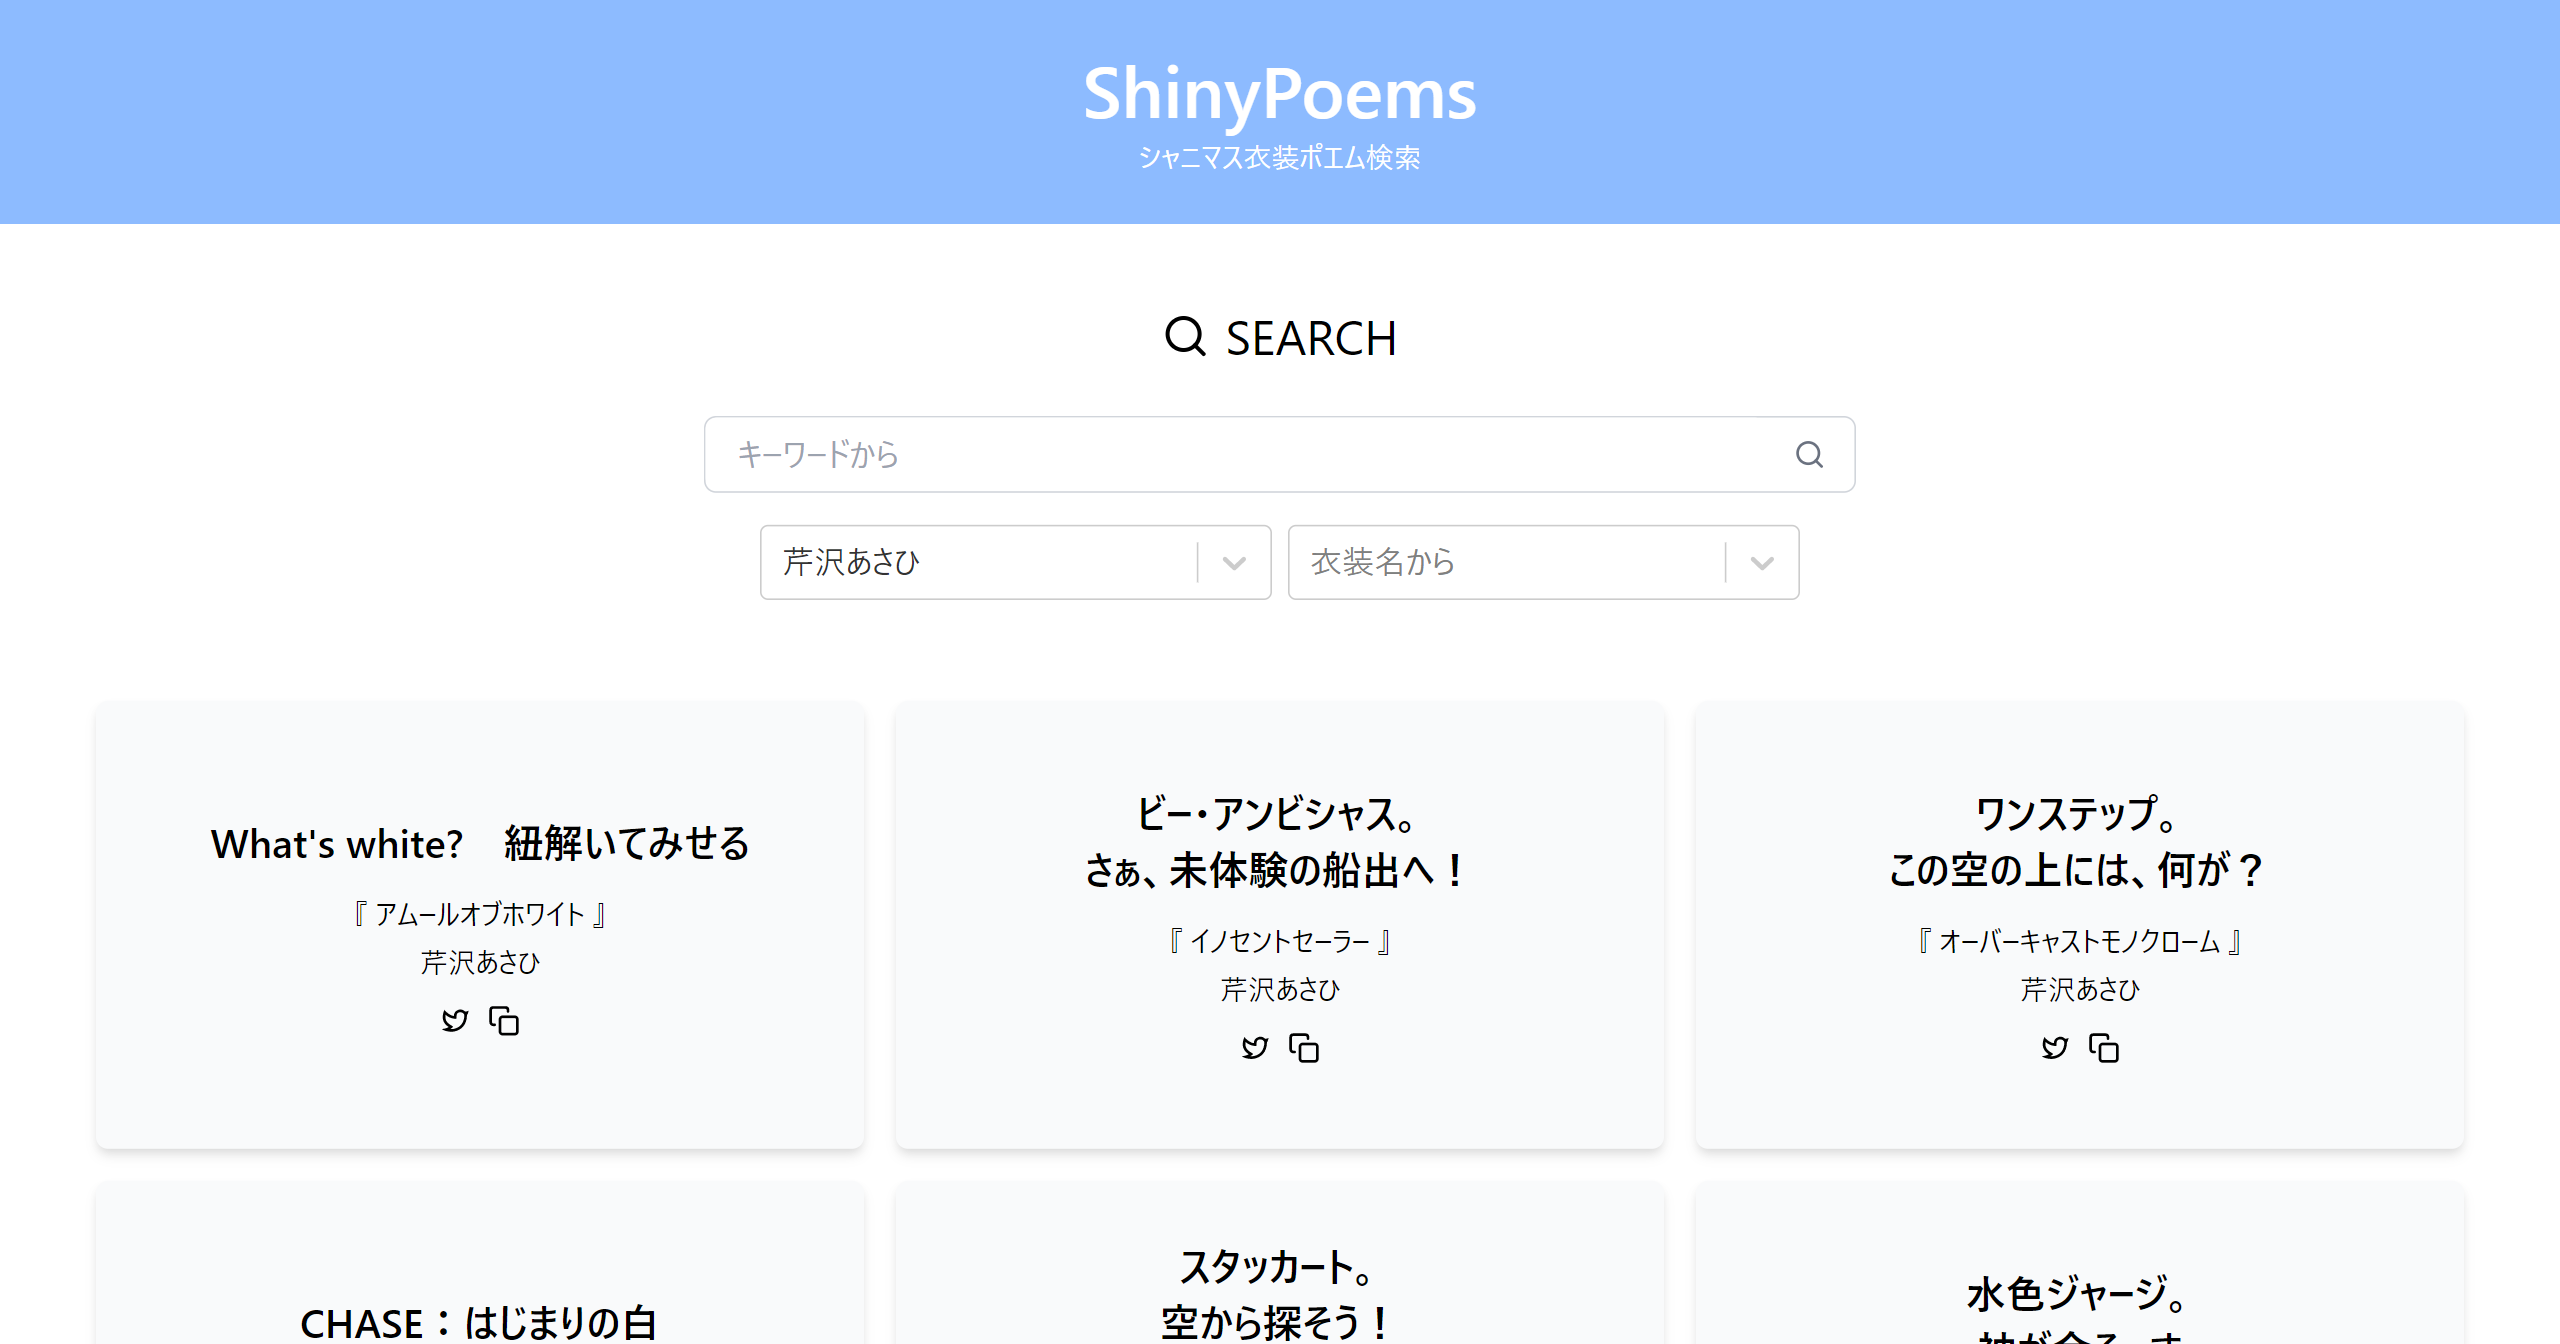 ShinyPoems
シャニマス衣装ポエム検索
SEARCH
キーワードから
芹沢あさひ
衣装名から
What's white?　紐解いてみせる
『 アムールオブホワイト 』
芹沢あさひ
ビー・アンビシャス。
さぁ、未体験の船出へ！
『 イノセントセーラー 』
芹沢あさひ
ワンステップ。
この空の上には、何が？
『 オーバーキャストモノクローム 』
芹沢あさひ
CHASE：はじまりの白
スタッカート。
空から探そう！
水色ジャージ。